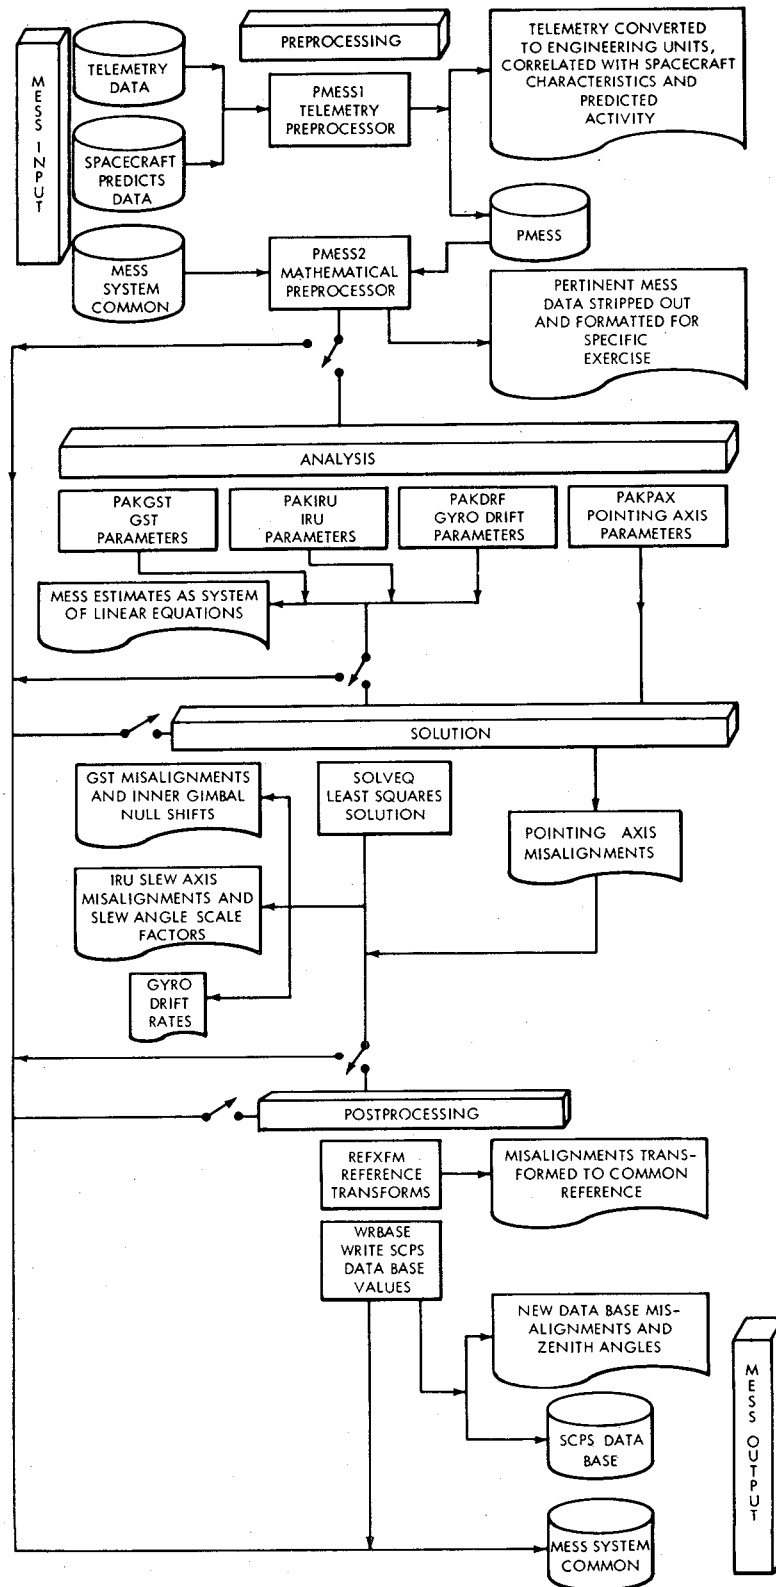 MESS INPUT
TELEMETRY
DATA
SPACECRAFT
PREDICTS
DATA
MESS
SYSTEM
COMMON
PREPROCESSING
PMESS1
TELEMETRY
PREPROCESSOR
TELEMETRY CONVERTED
TO ENGINEERING UNITS,
CORRELATED WITH SPACECRAFT
CHARACTERISTICS AND
PREDICTED
ACTIVITY
PMESS
PMESS2
MATHEMATICAL
PREPROCESSOR
PERTINENT MESS
DATA STRIPPED OUT
AND FORMATTED FOR
SPECIFIC
EXERCISE
ANALYSIS
PAKGST
GST
PARAMETERS
PAKIRU
IRU
PARAMETERS
PAKDRF
GYRO DRIFT
PARAMETERS
PAKPAX
POINTING AXIS
PARAMETERS
MESS ESTIMATES AS SYSTEM
OF LINEAR EQUATIONS
SOLUTION
GST MISALIGNMENTS
AND INNER GIMBAL
NULL SHIFTS
SOLVEQ
LEAST SQUARES
SOLUTION
POINTING AXIS
MISALIGNMENTS
IRU SLEW AXIS
MISALIGNMENTS AND
SLEW ANGLE SCALE
FACTORS
GYRO
DRIFT
RATES
POSTPROCESSING
REFXFM
REFERENCE
TRANSFORMS
MISALIGNMENTS TRANS-
FORMED TO COMMON
REFERENCE
WRBASE
WRITE SCPS
DATA BASE
VALUES
NEW DATA BASE MIS-
ALIGNMENTS AND
ZENITH ANGLES
SCPS DATA
BASE
MESS SYSTEM
COMMON
MESS OUTPUT